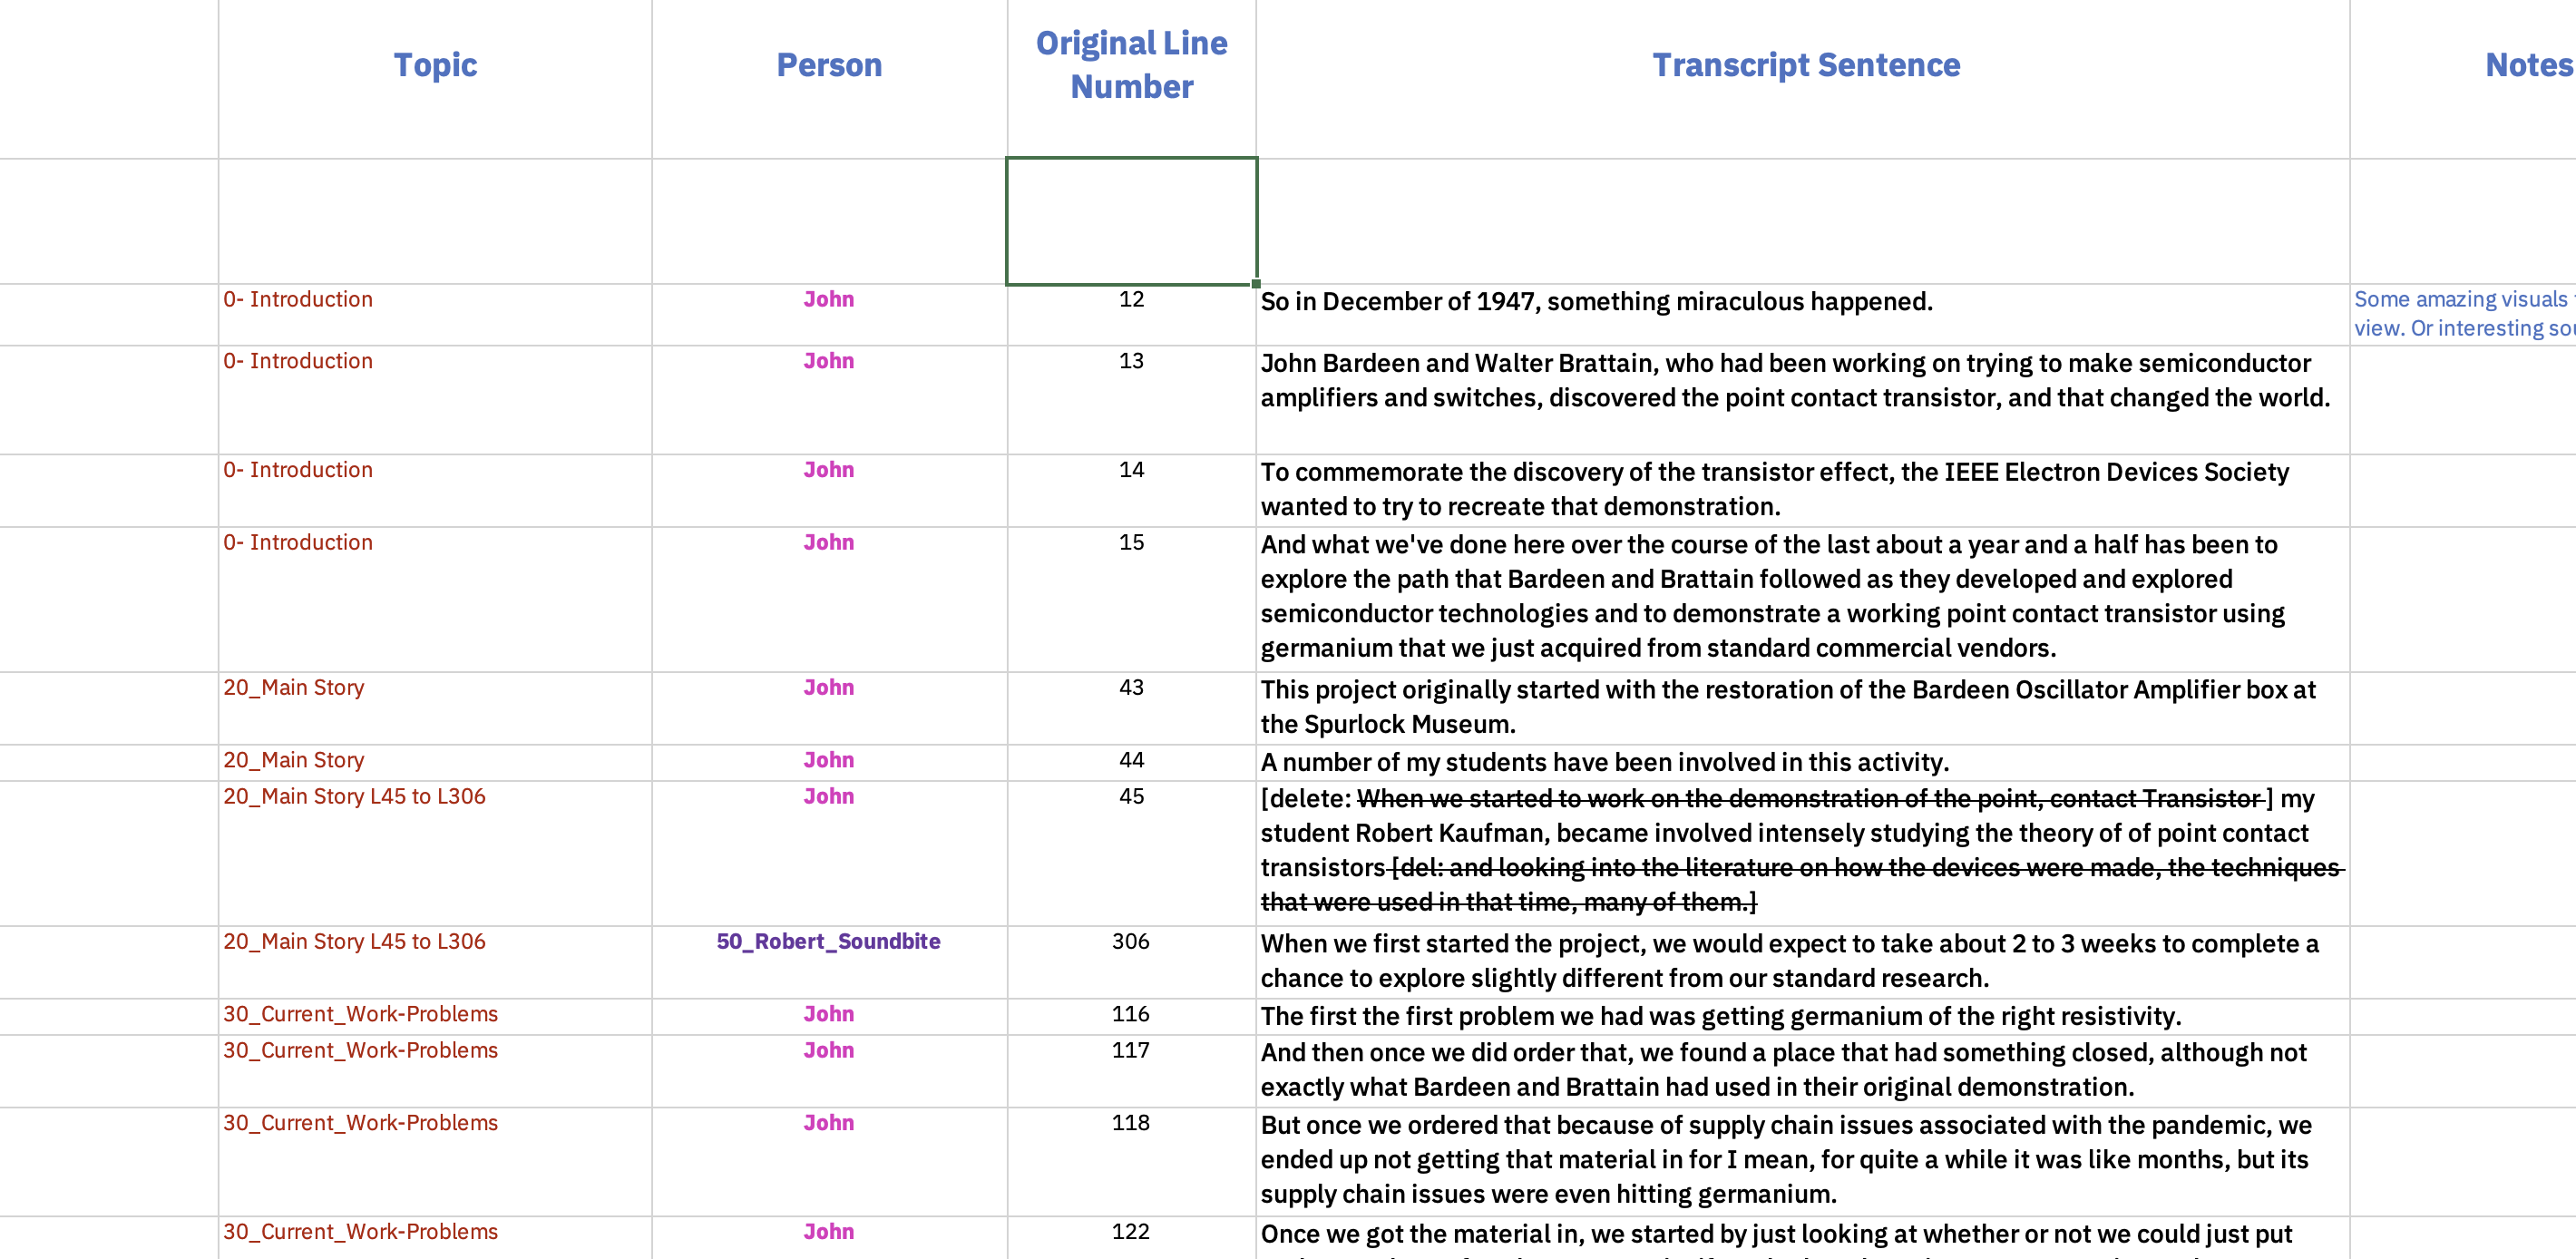 Topic
Person
Original Line
Number
Transcript Sentence
Notes
0- Introduction
John
12
So in December of 1947, something miraculous happened.
Some amazing visuals
view. Or interesting
0- Introduction
John
13
John Bardeen and Walter Brattain, who had been working on trying to make semiconductor
amplifiers and switches, discovered the point contact transistor, and that changed the world.
0- Introduction
John
14
To commemorate the discovery of the transistor effect, the IEEE Electron Devices Society
wanted to try to recreate that demonstration.
0- Introduction
John
15
And what we've done here over the course of the last about a year and a half has been to
explore the path that Bardeen and Brattain followed as they developed and explored
semiconductor technologies and to demonstrate a working point contact transistor using
germanium that we just acquired from standard commercial vendors.
20_Main Story
John
43
This project originally started with the restoration of the Bardeen Oscillator Amplifier box at
the Spurlock Museum.
20_Main Story
John
44
A number of my students have been involved in this activity.
20_Main Story L45 to L306
John
45
[delete: When we started to work on the demonstration of the point, contact Transistor ] my
student Robert Kaufman, became involved intensely studying the theory of of point contact
transistors [del: and looking into the literature on how the devices were made, the techniques
that were used in that time, many of them.]
20_Main Story L45 to L306
50_Robert_Soundbite
306
When we first started the project, we would expect to take about 2 to 3 weeks to complete a
chance to explore slightly different from our standard research.
30_Current_Work-Problems
John
116
The first the first problem we had was getting germanium of the right resistivity.
30_Current_Work-Problems
John
117
And then once we did order that, we found a place that had something closed, although not
exactly what Bardeen and Brattain had used in their original demonstration.
30_Current_Work-Problems
John
118
But once we ordered that because of supply chain issues associated with the pandemic, we
ended up not getting that material in for I mean, for quite a while it was like months, but its
supply chain issues were even hitting germanium.
30_Current_Work-Problems
John
122
Once we got the material in, we started by just looking at whether or not we could just put